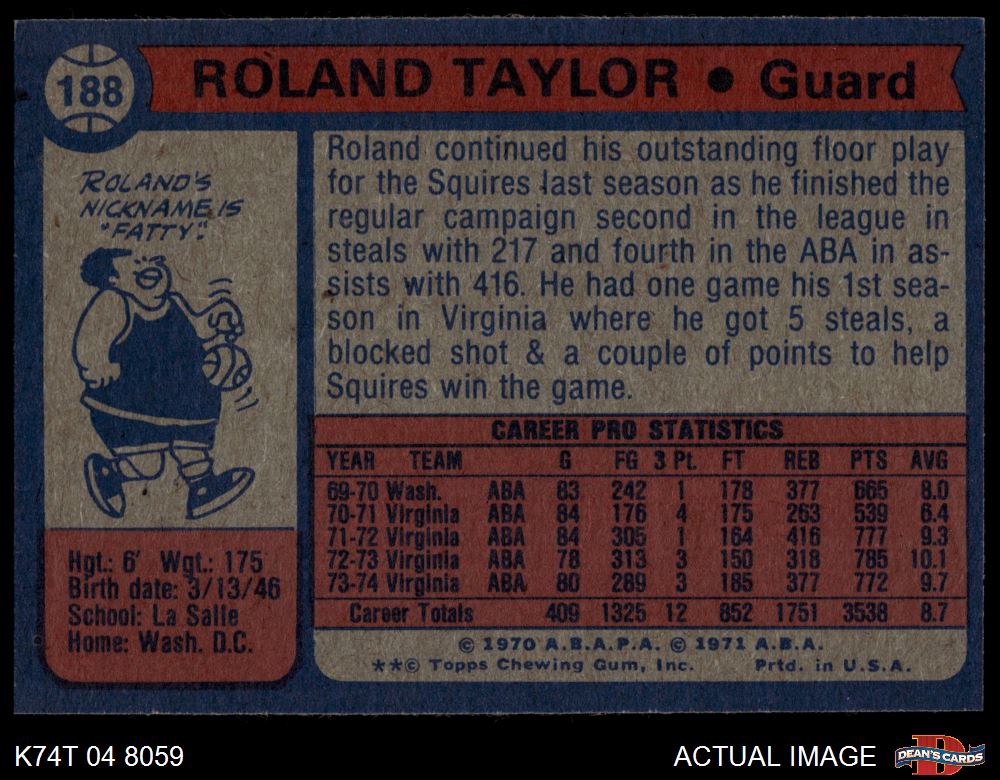 188
ROLAND TAYLOR • Guard
ROLAND'S
NICKNAME IS
"FATTY".
Roland continued his outstanding floor play
for the Squires last season as he finished the
regular campaign second in the league in
steals with 217 and fourth in the ABA in as-
sists with 416. He had one game his 1st sea-
son in Virginia where he got 5 steals, a
blocked shot & a couple of points to help
Squires win the game.
CAREER PRO STATISTICS
YEAR TEAM G FG 3 Pt. FT REB PTS AVG
69-70 Wash. ABA 83 242 1 178 377 665 8.0
70-71 Virginia ABA 84 176 4 175 263 539 6.4
71-72 Virginia ABA 84 305 1 164 416 777 9.3
72-73 Virginia ABA 78 313 3 150 318 785 10.1
73-74 Virginia ABA 80 289 3 185 377 772 9.7
Career Totals 409 1325 12 852 1751 3538 8.7
Hgt.: 6' Wgt.: 175
Birth date: 3/13/46
School: La Salle
Home: Wash. D.C.
© 1970 A.B.A.P.A. © 1971 A.B.A.
**© Topps Chewing Gum, Inc. Prtd. in U.S.A.
K74T 04 8059
ACTUAL IMAGE
D
DEAN'S CARDS